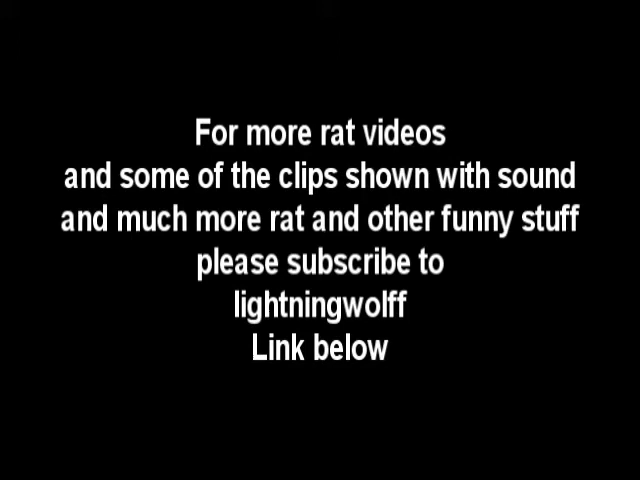 For more rat videos
and some of the clips shown with sound
and much more rat and other funny stuff
please subscribe to
lightningwolff
Link below